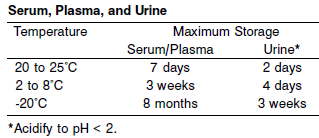 Serum, Plasma, and Urine
Temperature Maximum Storage
Serum/Plasma Urine*
20 to 25˚C 7 days 2 days
2 to 8˚C 3 weeks 4 days
-20˚C 8 months 3 weeks
*Acidify to pH < 2.